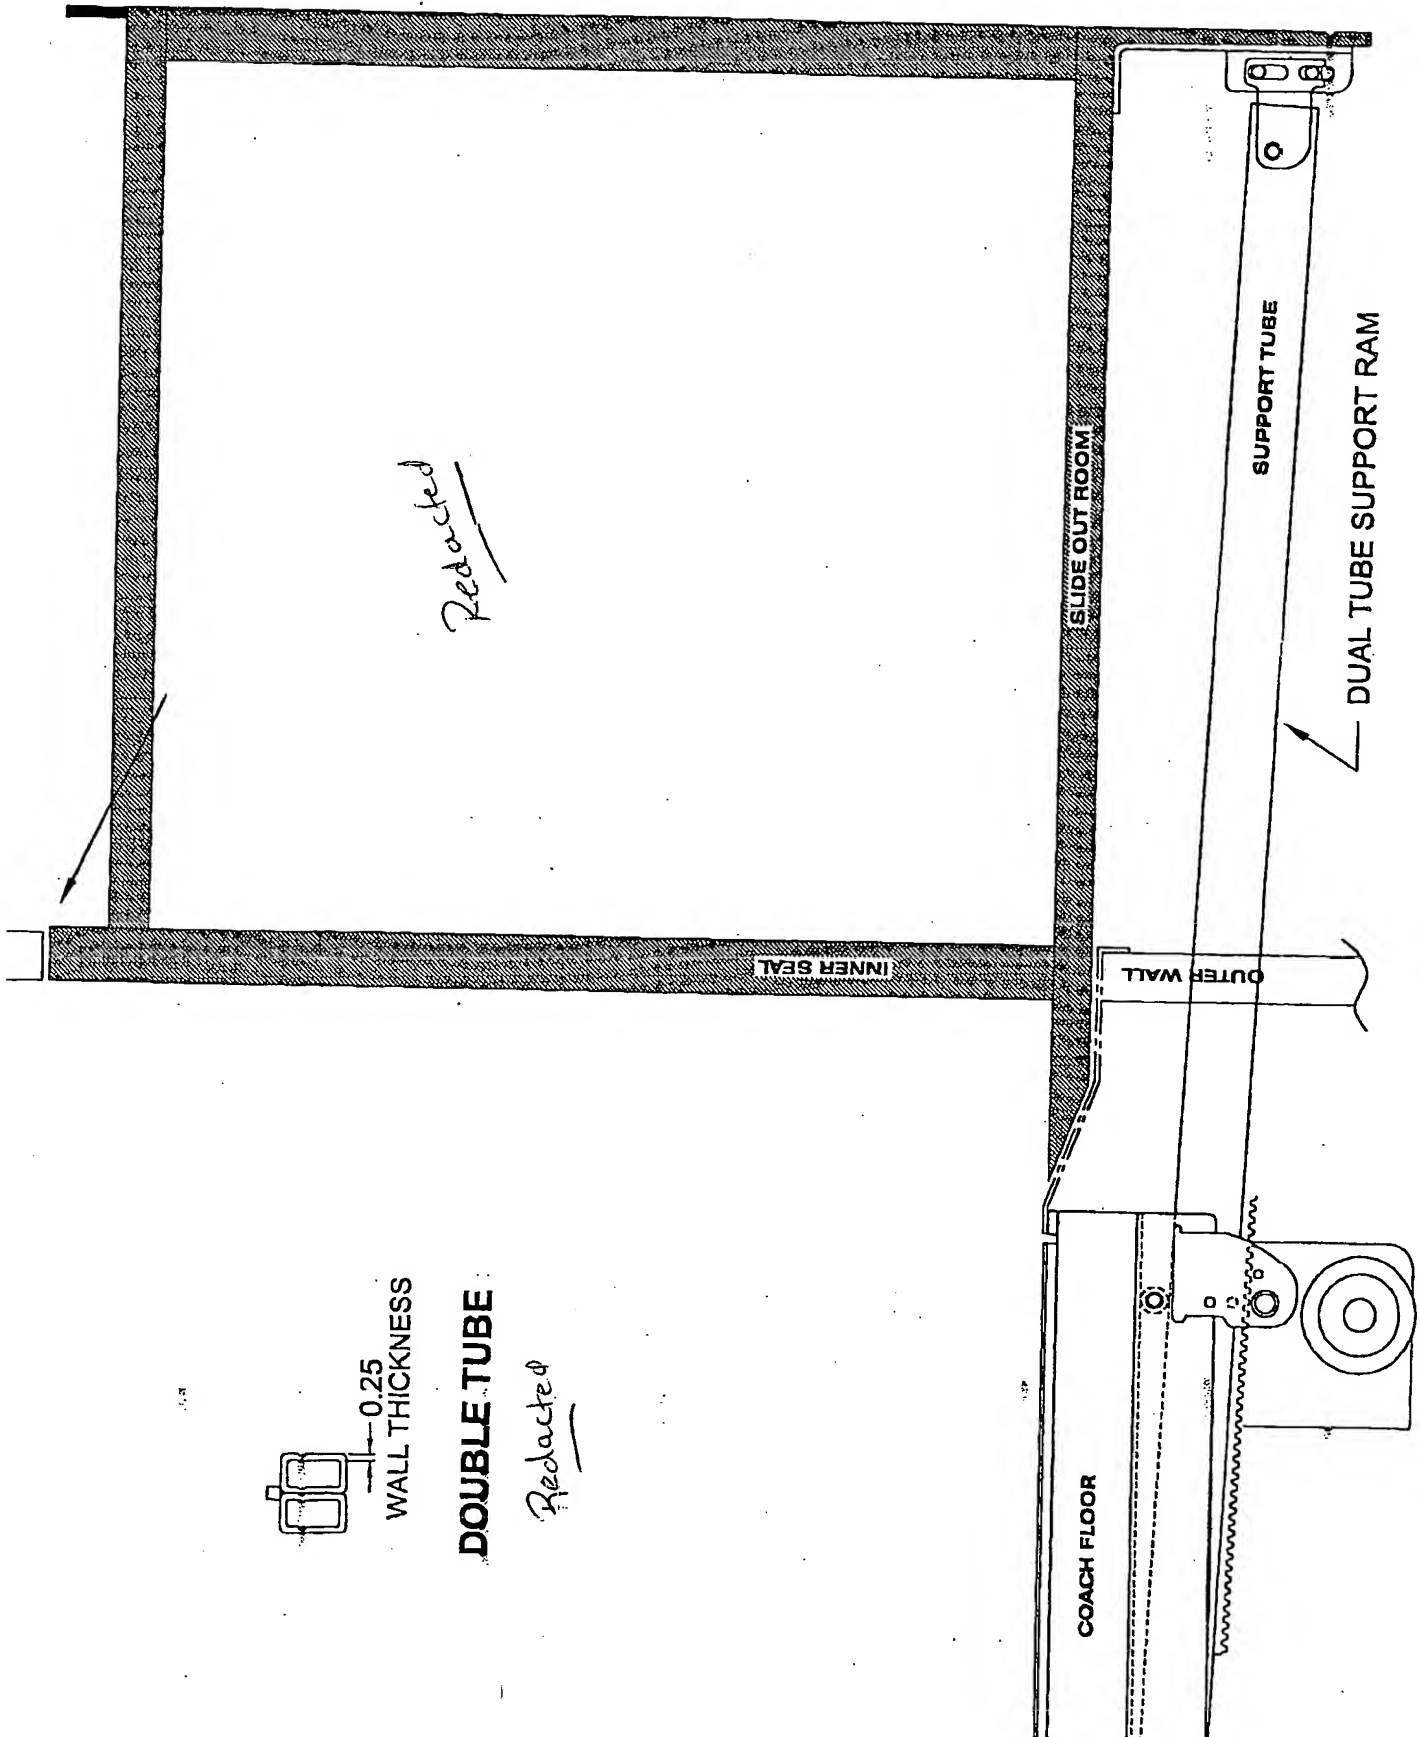 Redacted
SLIDE OUT ROOM
SUPPORT TUBE
DUAL TUBE SUPPORT RAM
INNER SEAL
OUTER WALL
0.25
WALL THICKNESS
DOUBLE TUBE
Redacted
COACH FLOOR